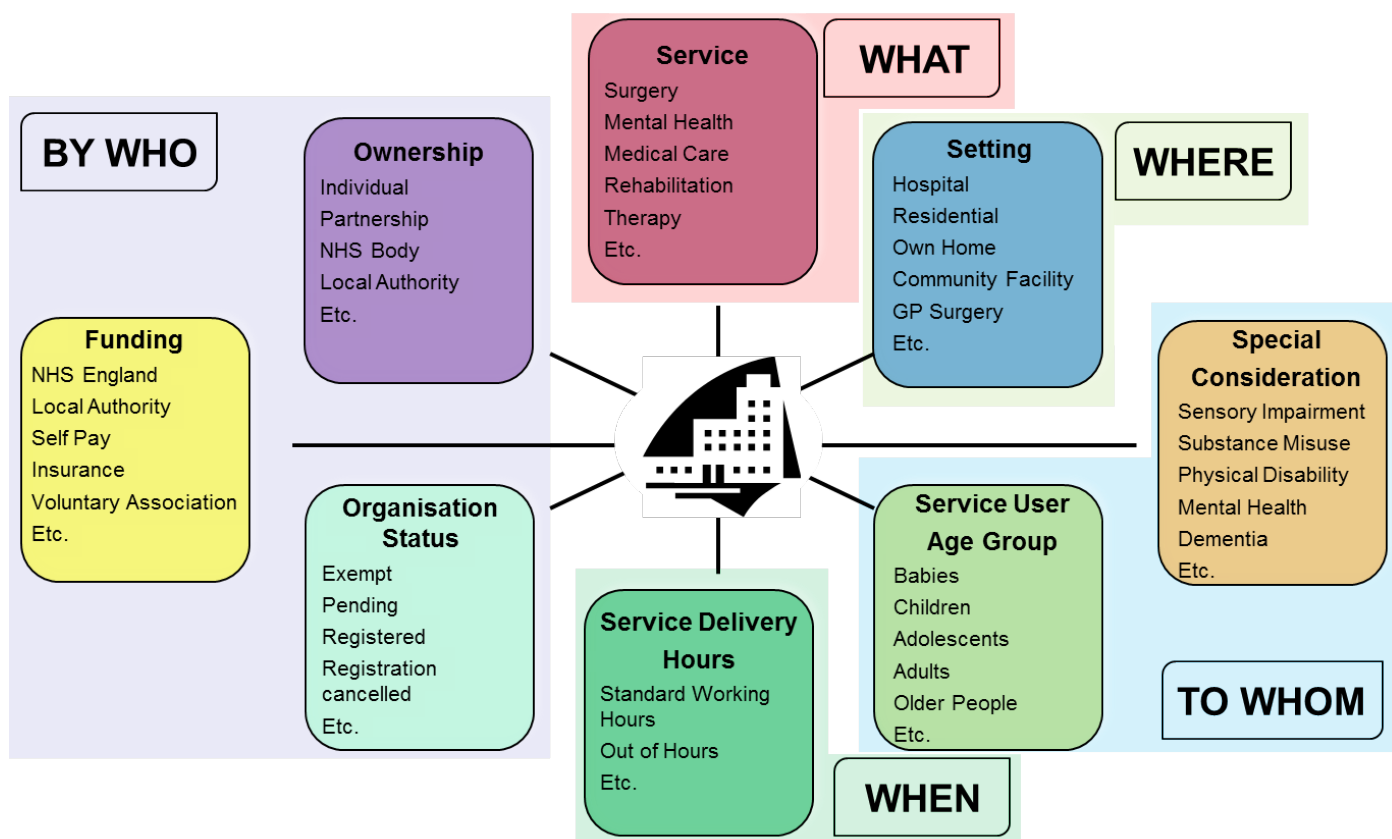 BY WHO
Ownership
Individual
Partnership
NHS Body
Local Authority
Etc.
Funding
NHS England
Local Authority
Self Pay
Insurance
Voluntary Association
Etc.
Organisation
Status
Exempt
Pending
Registered
Registration
cancelled
Etc.
WHAT
Service
Surgery
Mental Health
Medical Care
Rehabilitation
Therapy
Etc.
WHERE
Setting
Hospital
Residential
Own Home
Community Facility
GP Surgery
Etc.
Special
Consideration
Sensory Impairment
Substance Misuse
Physical Disability
Mental Health
Dementia
Etc.
Service User
Age Group
Babies
Children
Adolescents
Adults
Older People
Etc.
TO WHOM
Service Delivery
Hours
Standard Working
Hours
Out of Hours
Etc.
WHEN